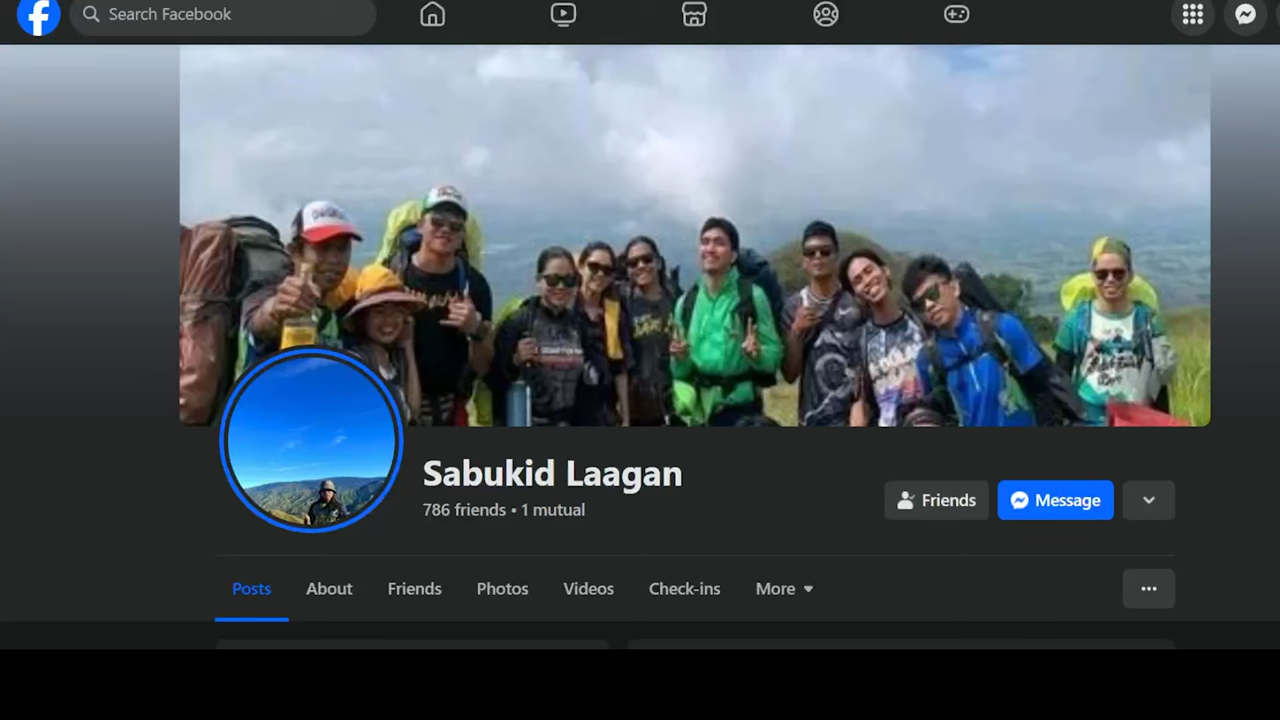 Search Facebook
Sabukid Laagan
786 friends • 1 mutual
Friends
Message
Posts
About
Friends
Photos
Videos
Check-ins
More